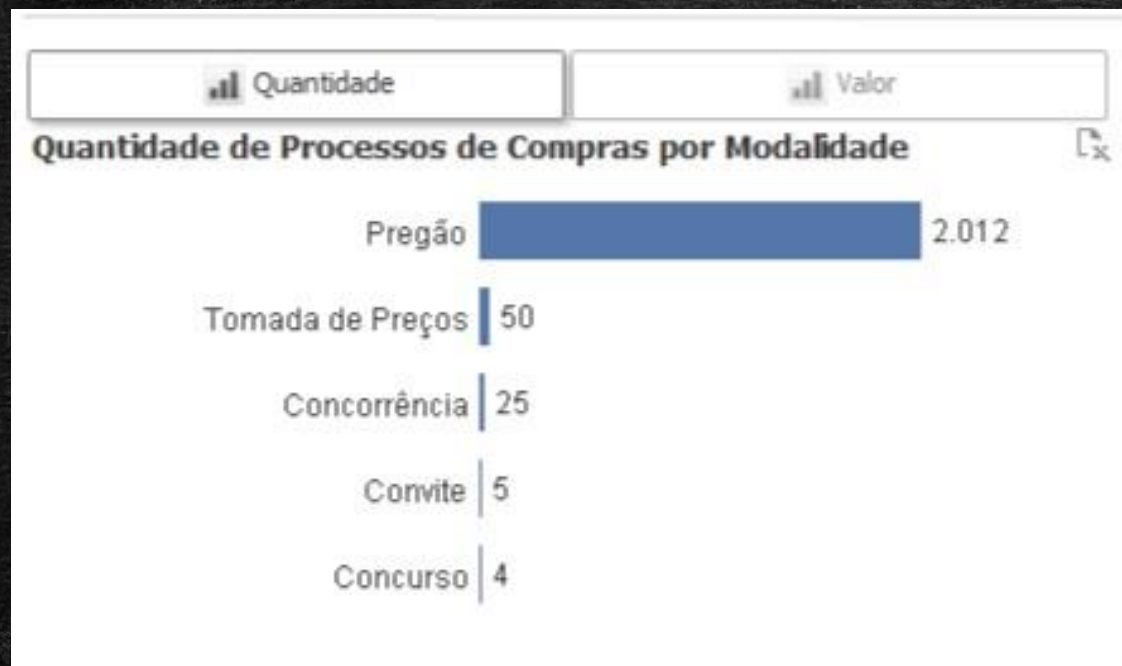 Quantidade Valor
Quantidade de Processos de Compras por Modalidade
Pregão 2.012
Tomada de Preços 50
Concorrência 25
Convite 5
Concurso 4